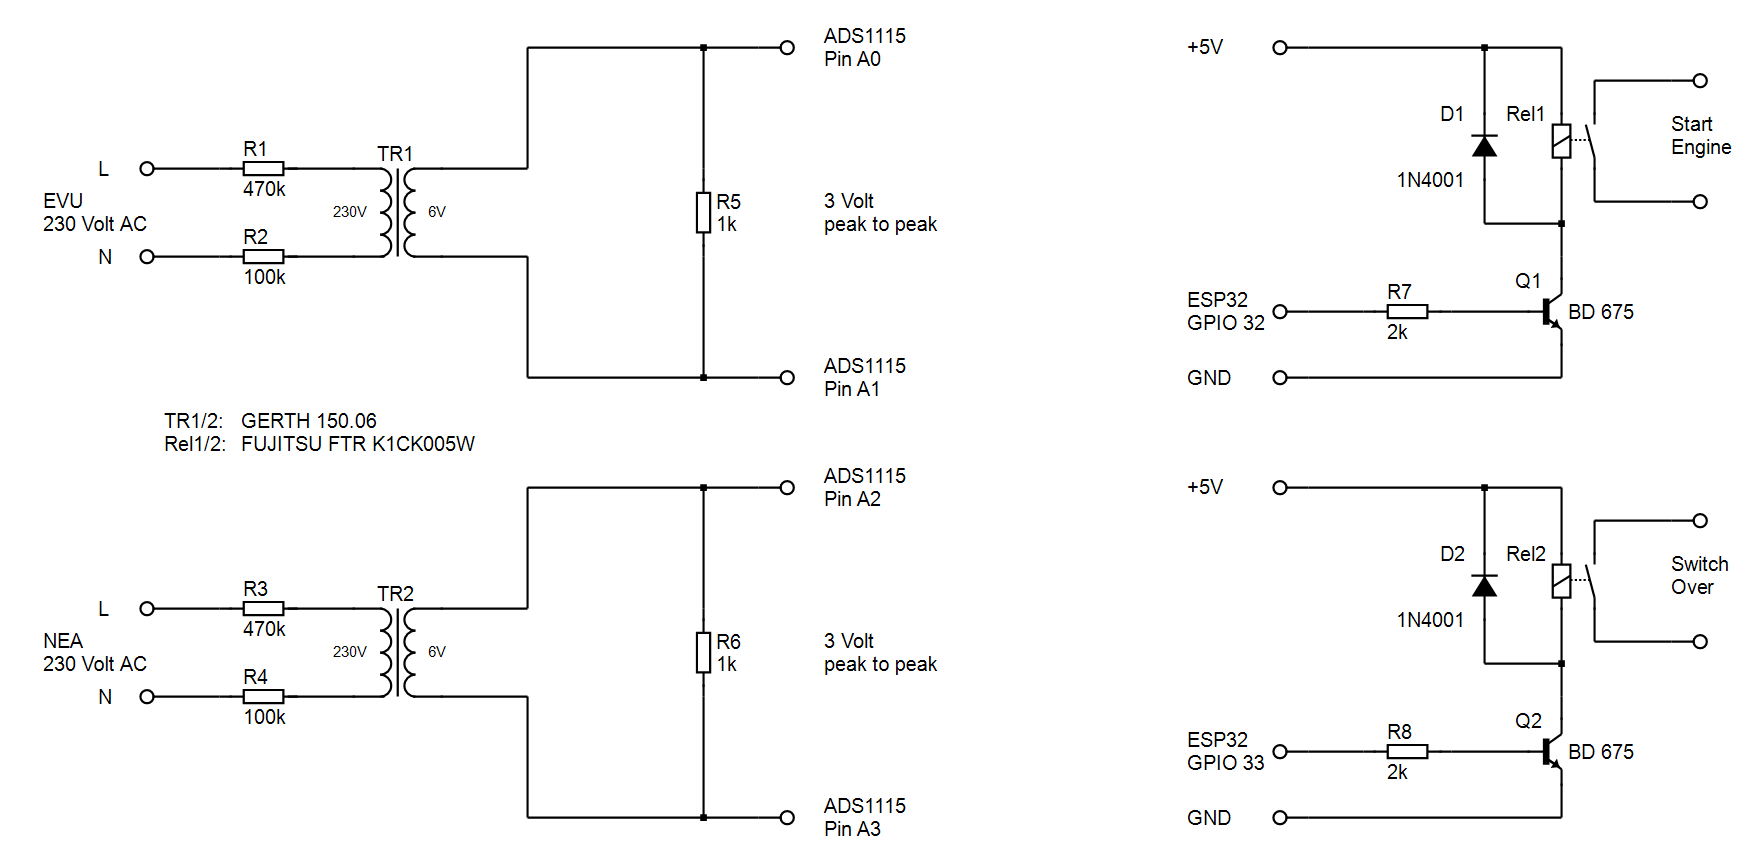 ADS1115
Pin A0
R1
470k
TR1
L
EVU
230 Volt AC
230V
6V
R5
1k
3 Volt
peak to peak
R2
N
100k
ADS1115
Pin A1
TR1/2: GERTH 150.06
Rel1/2: FUJITSU FTR K1CK005W
+5V
D1
Rel1
Start
Engine
1N4001
Q1
ESP32
GPIO 32
R7
2k
BD 675
GND
ADS1115
Pin A2
R3
470k
TR2
L
NEA
230 Volt AC
230V
6V
R6
1k
3 Volt
peak to peak
R4
N
100k
ADS1115
Pin A3
+5V
D2
Rel2
Switch
Over
1N4001
Q2
ESP32
GPIO 33
R8
2k
BD 675
GND